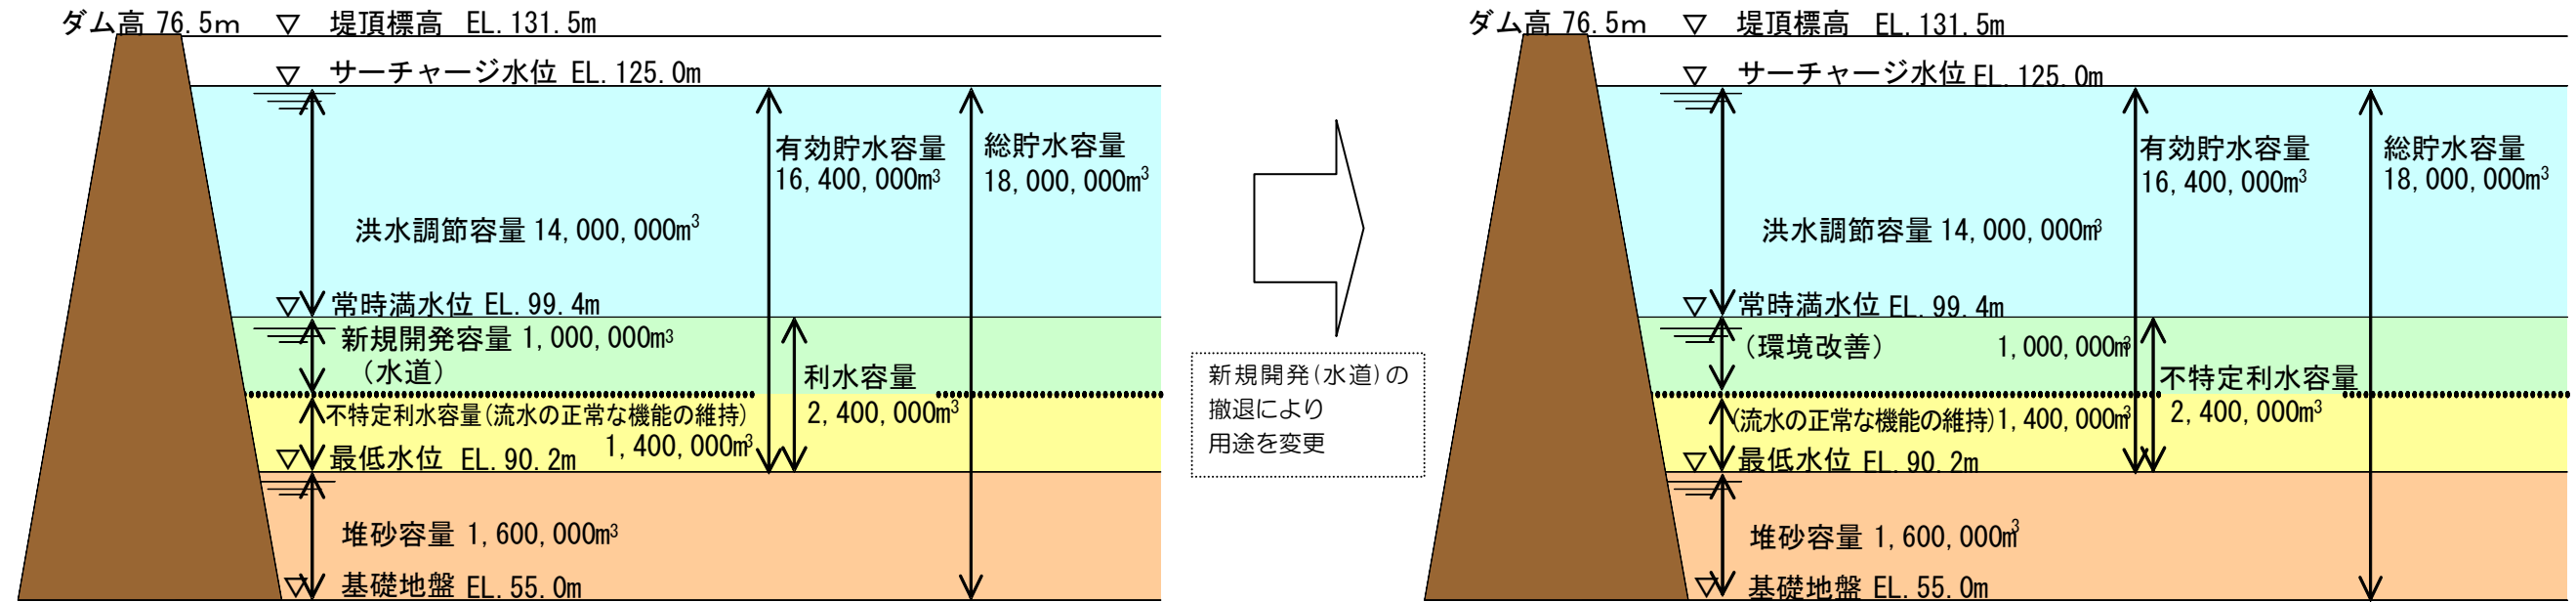 ダム高 76.5m ▽ 堤頂標高 EL.131.5m
▽ サーチャージ水位 EL.125.0m
有効貯水容量
16,400,000m³
総貯水容量
18,000,000m³
洪水調節容量 14,000,000m³
▽ 常時満水位 EL.99.4m
新規開発容量 1,000,000m³
(水道)
利水容量
2,400,000m³
不特定利水容量(流水の正常な機能の維持)
1,400,000m³
▽ 最低水位 EL.90.2m
堆砂容量 1,600,000m³
▽ 基礎地盤 EL.55.0m
新規開発(水道)の
撤退により
用途を変更
ダム高 76.5m ▽ 堤頂標高 EL.131.5m
▽ サーチャージ水位 EL.125.0m
有効貯水容量
16,400,000m³
総貯水容量
18,000,000m³
洪水調節容量 14,000,000m³
▽ 常時満水位 EL.99.4m
(環境改善) 1,000,000m³
不特定利水容量
2,400,000m³
(流水の正常な機能の維持) 1,400,000m³
▽ 最低水位 EL.90.2m
堆砂容量 1,600,000m³
▽ 基礎地盤 EL.55.0m